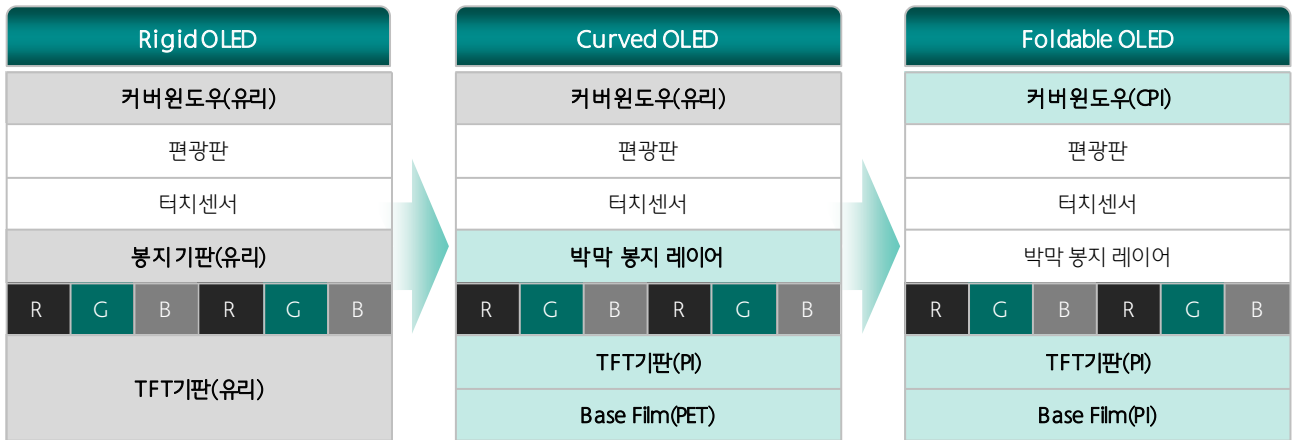 Rigid OLED
커버윈도우(유리)
편광판
터치센서
봉지 기판(유리)
R G B R G B
TFT기판(유리)
Curved OLED
커버윈도우(유리)
편광판
터치센서
박막 봉지 레이어
R G B R G B
TFT기판(PI)
Base Film(PET)
Foldable OLED
커버윈도우(CPI)
편광판
터치센서
박막 봉지 레이어
R G B R G B
TFT기판(PI)
Base Film(PI)